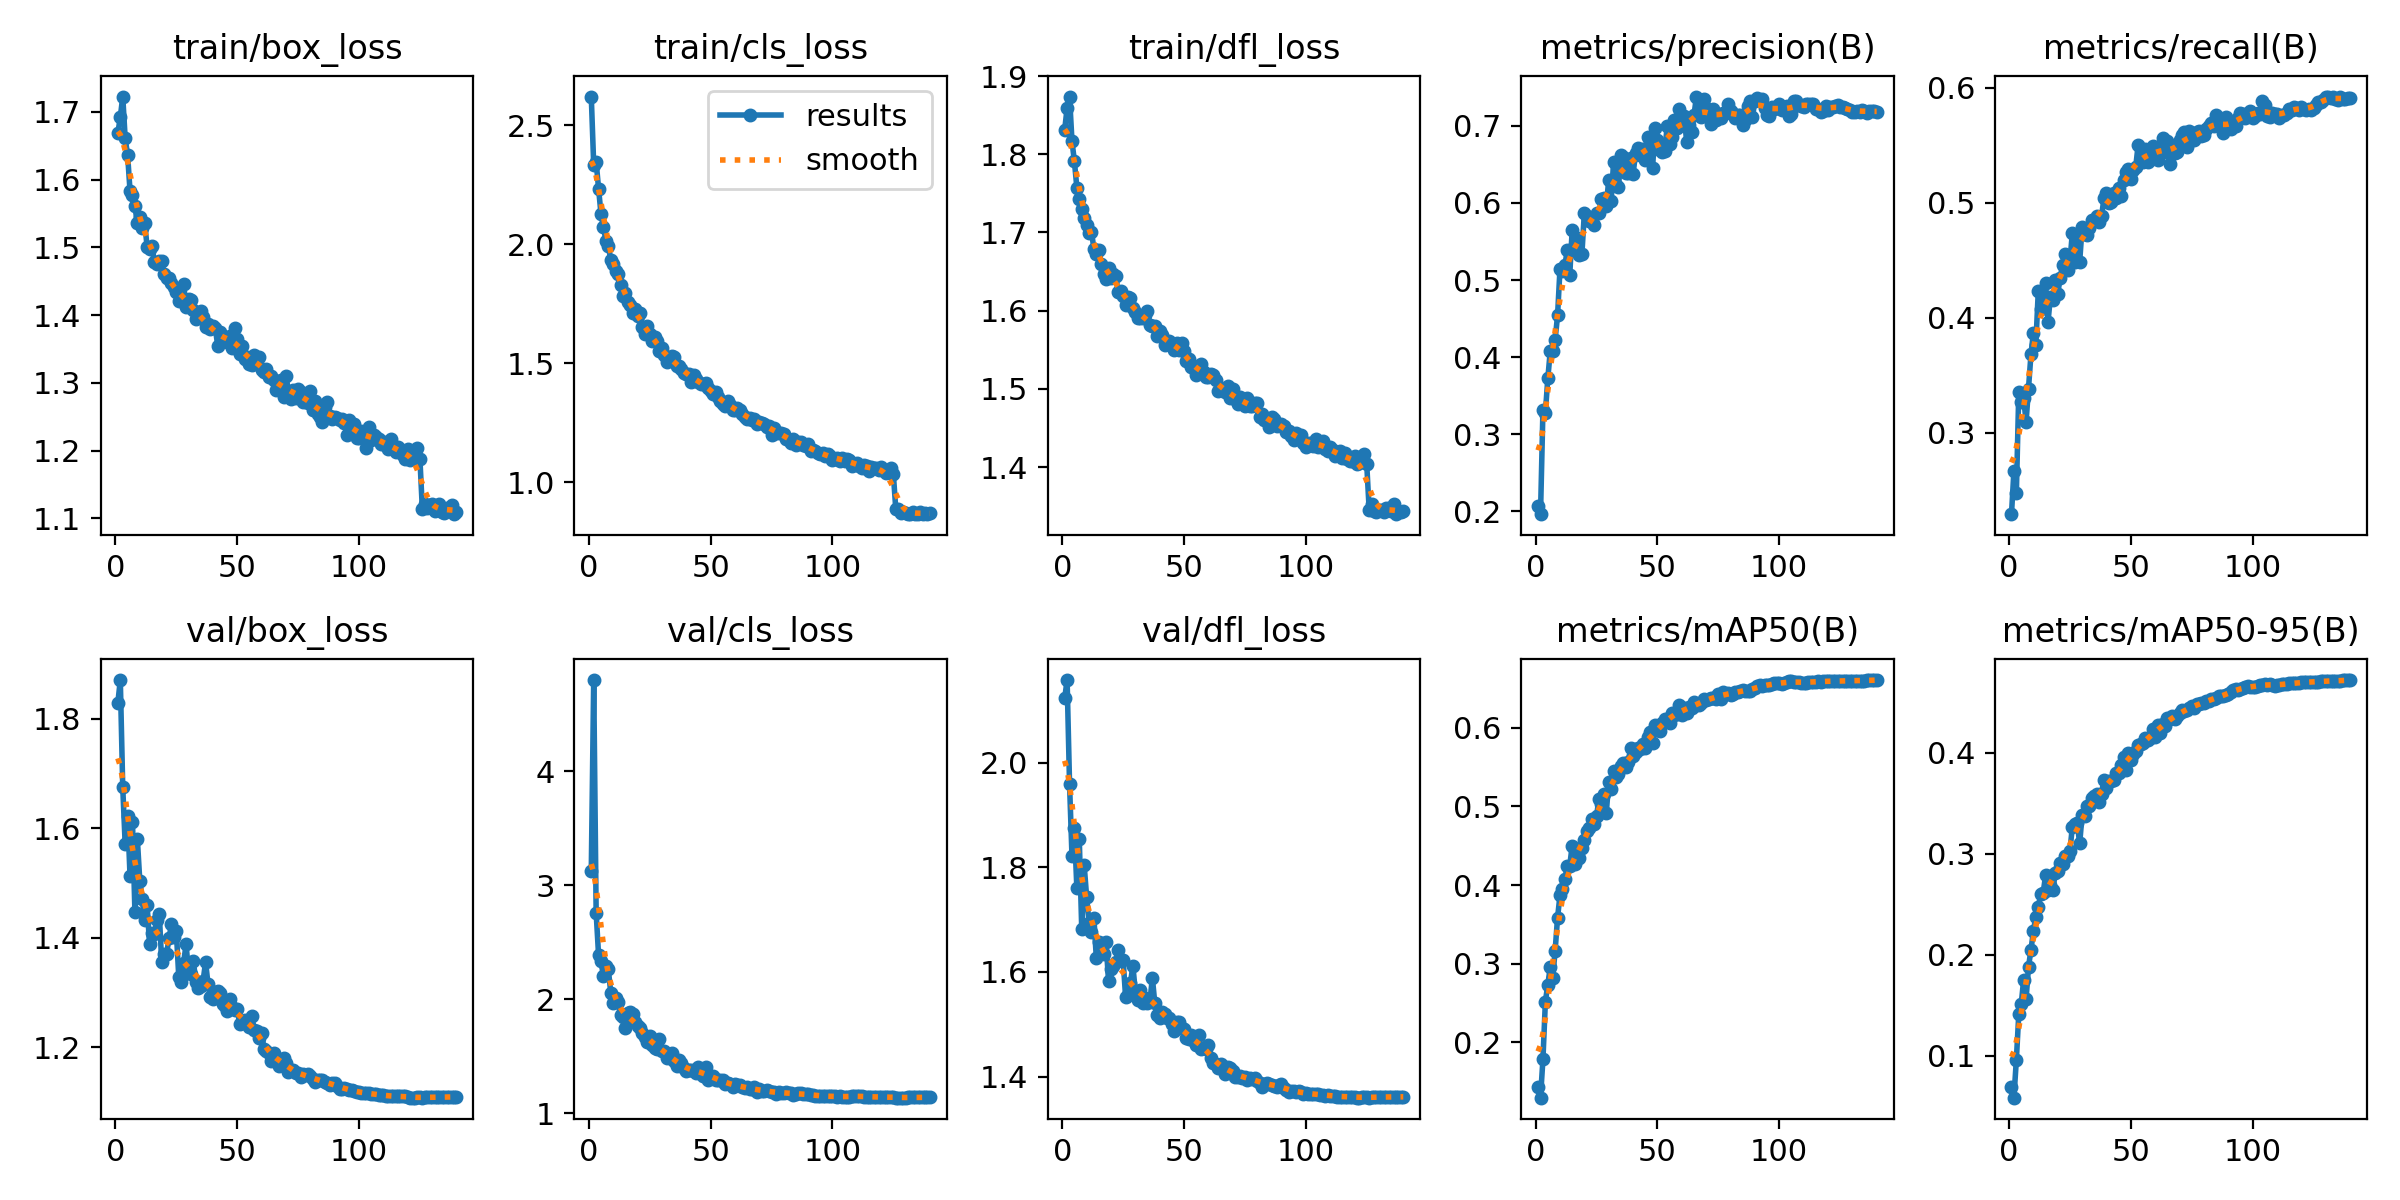 train/box_loss
1.7
1.6
1.5
1.4
1.3
1.2
1.1
0 50 100
train/cls_loss
results
smooth
2.5
2.0
1.5
1.0
0 50 100
train/dfl_loss
1.9
1.8
1.7
1.6
1.5
1.4
0 50 100
metrics/precision(B)
0.7
0.6
0.5
0.4
0.3
0.2
0 50 100
metrics/recall(B)
0.6
0.5
0.4
0.3
0 50 100
val/box_loss
1.8
1.6
1.4
1.2
0 50 100
val/cls_loss
4
3
2
1
0 50 100
val/dfl_loss
2.0
1.8
1.6
1.4
0 50 100
metrics/mAP50(B)
0.6
0.5
0.4
0.3
0.2
0 50 100
metrics/mAP50-95(B)
0.4
0.3
0.2
0.1
0 50 100